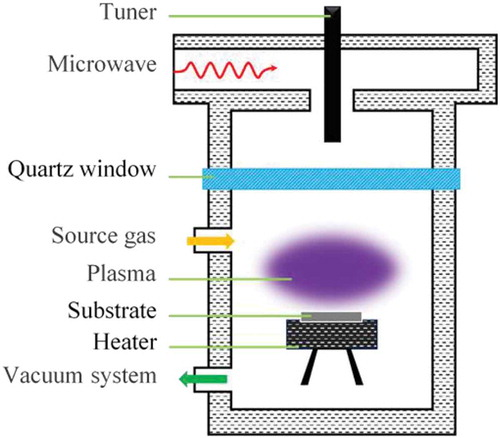 Tuner
Microwave
Quartz window
Source gas
Plasma
Substrate
Heater
Vacuum system